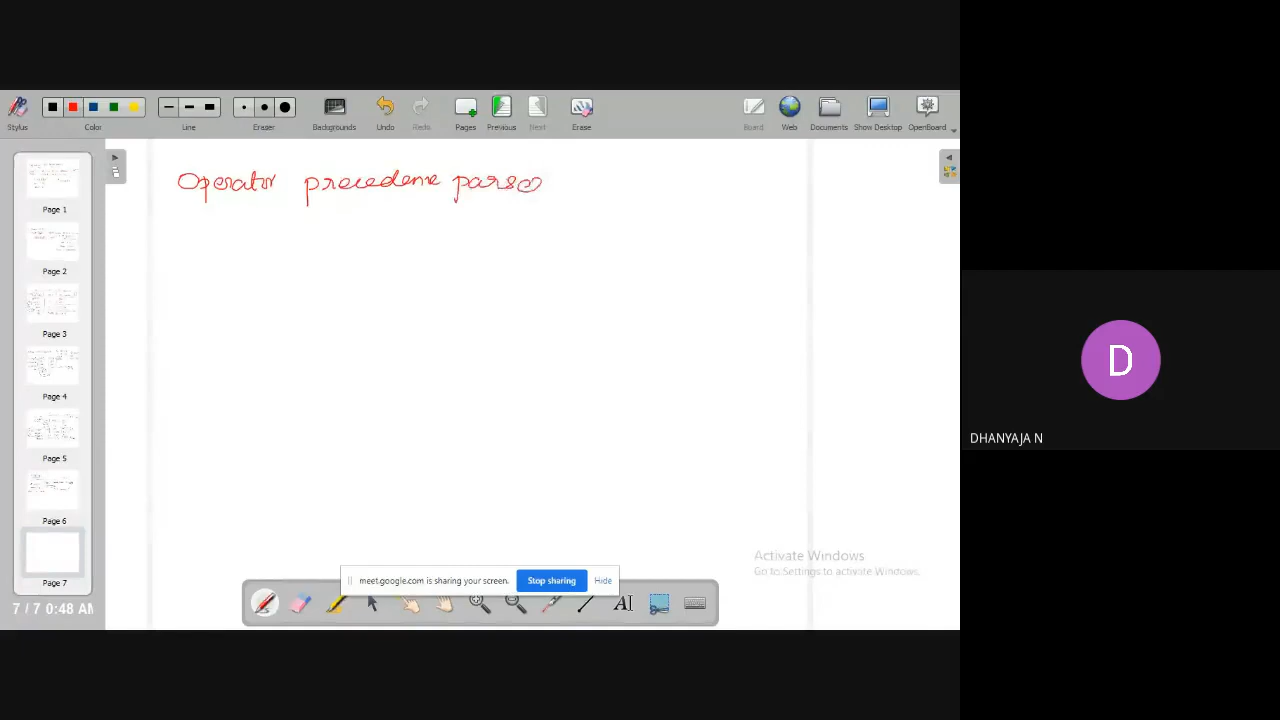 Stylus
Color
Line
Eraser
Backgrounds
Undo
Redo
Pages
Previous
Next
Erase
Board
Web
Documents
Show Desktop
OpenBoard
Operator precedence parser
Page 1
Page 2
Page 3
Page 4
Page 5
Page 6
Page 7
7 / 7 0:48 AM
Activate Windows
Go to Settings to activate Windows.
meet.google.com is sharing your screen.
Stop sharing
Hide
AI
D
DHANYAJA N